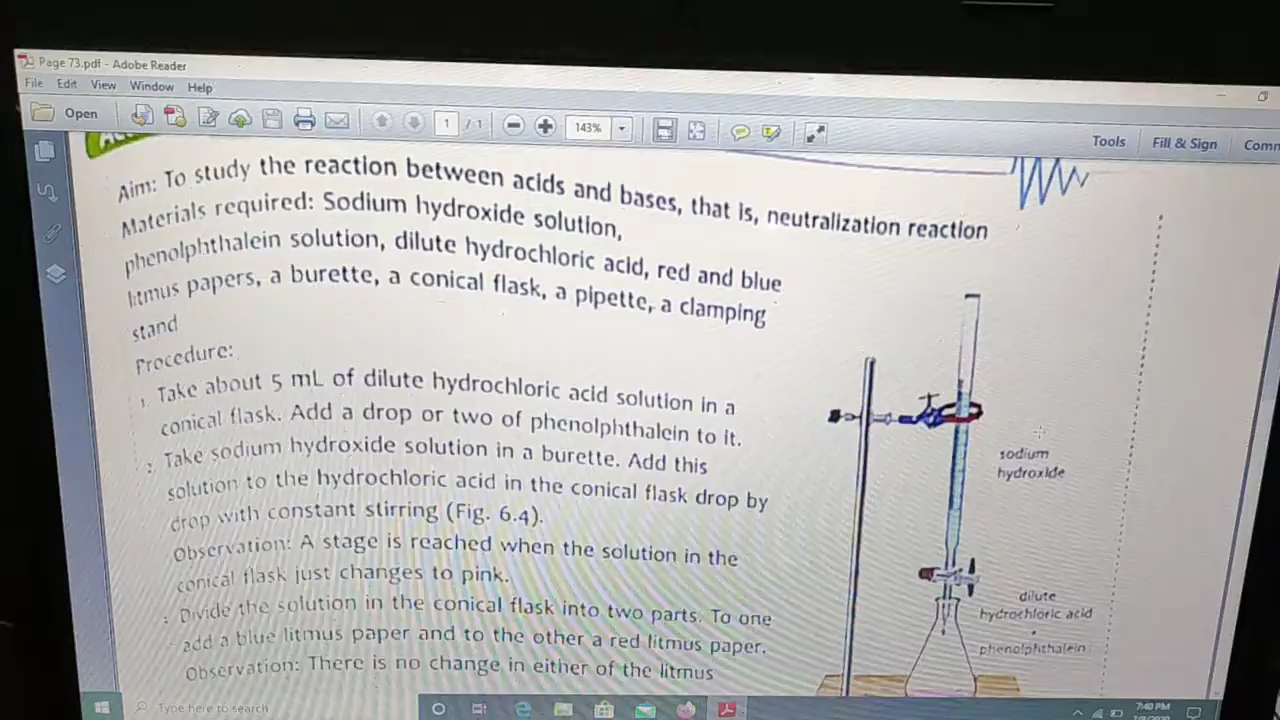 Page 73.pdf - Adobe Reader
File Edit View Window Help
Open 1 / 1 143% Tools Fill & Sign Comm
Aim: To study the reaction between acids and bases, that is, neutralization reaction
Materials required: Sodium hydroxide solution,
phenolphthalein solution, dilute hydrochloric acid, red and blue
litmus papers, a burette, a conical flask, a pipette, a clamping
stand
Procedure:
1. Take about 5 mL of dilute hydrochloric acid solution in a
conical flask. Add a drop or two of phenolphthalein to it.
2. Take sodium hydroxide solution in a burette. Add this
solution to the hydrochloric acid in the conical flask drop by
drop with constant stirring (Fig. 6.4).
Observation: A stage is reached when the solution in the
conical flask just changes to pink.
Divide the solution in the conical flask into two parts. To one
add a blue litmus paper and to the other a red litmus paper.
Observation: There is no change in either of the litmus
sodium
hydroxide
dilute
hydrochloric acid
+
phenolphthalein
Type here to search
7:40 PM